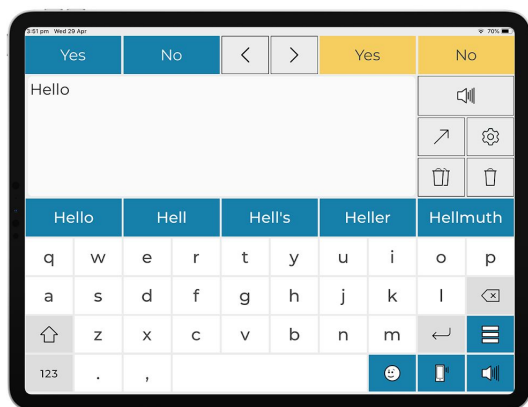 3:51 pm Wed 29 Apr 70%
Yes No < > Yes No
Hello
Hello Hell Hell's Heller Hellmuth
q w e r t y u i o p
a s d f g h j k l
z x c v b n m
123 . ,